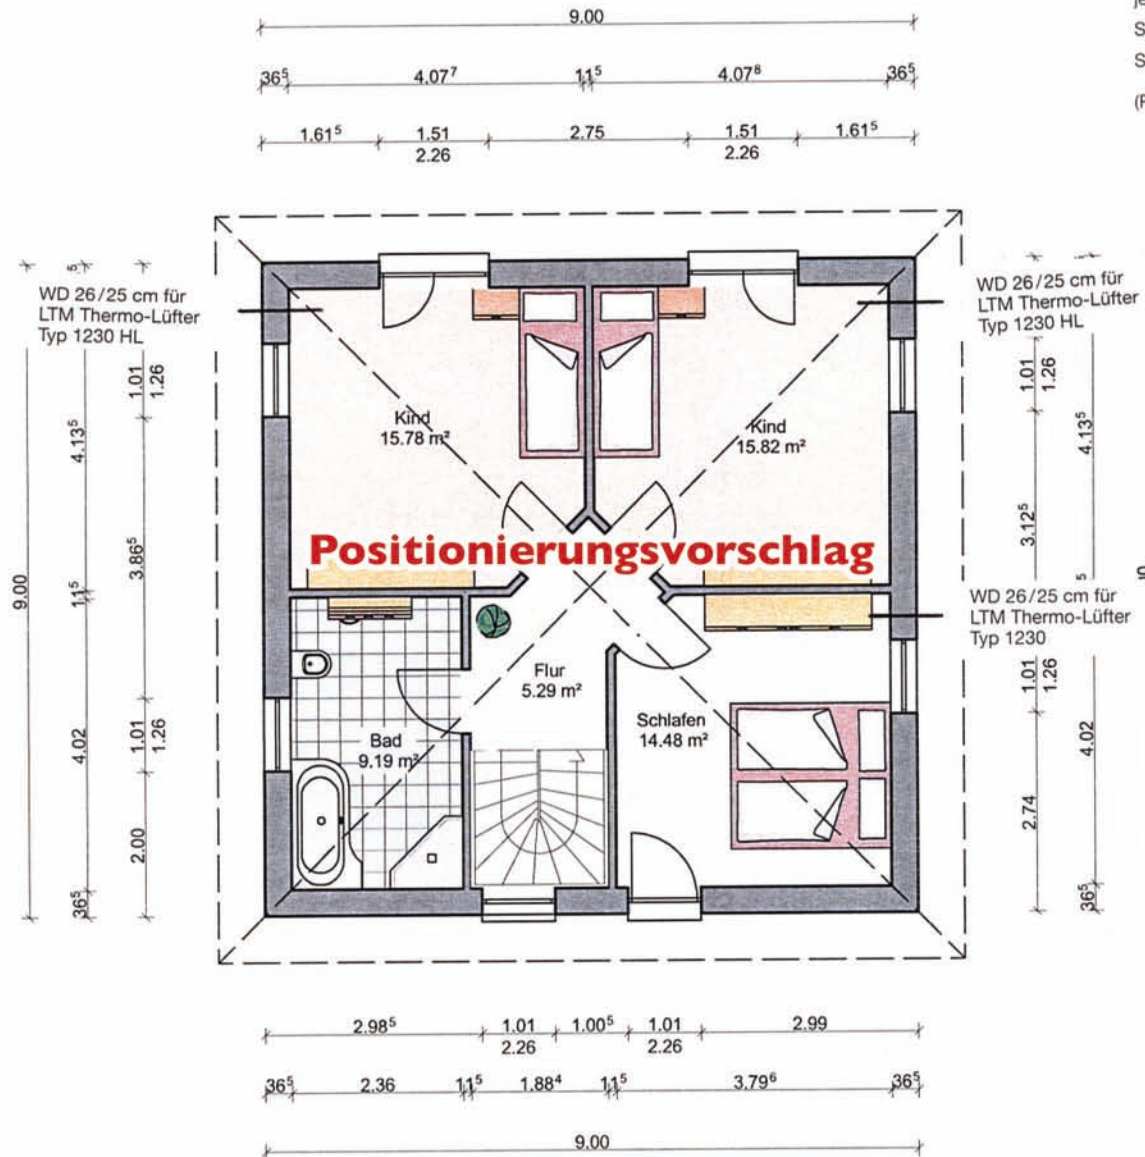 9.00
36⁵ 4.07⁷ 11⁵ 4.07⁸ 36⁵
1.61⁵ 1.51 2.75 1.51 1.61⁵
2.26 2.26
WD 26/25 cm für
LTM Thermo-Lüfter
Typ 1230 HL
WD 26/25 cm für
LTM Thermo-Lüfter
Typ 1230 HL
WD 26/25 cm für
LTM Thermo-Lüfter
Typ 1230
Kind
15.78 m²
Kind
15.82 m²
Positionierungsvorschlag
Flur
5.29 m²
Schlafen
14.48 m²
Bad
9.19 m²
9.00
5
4.13⁵
11⁵
4.02
36⁵
1.01
1.26
3.86⁵
1.01
1.26
2.00
1.01
1.26
3.12⁵
1.01
1.26
2.74
4.13⁵
5
4.02
36⁵
2.98⁵ 1.01 1.00⁵ 1.01 2.99
2.26 2.26
36⁵ 2.36 11⁵ 1.88⁴ 11⁵ 3.79⁶ 36⁵
9.00